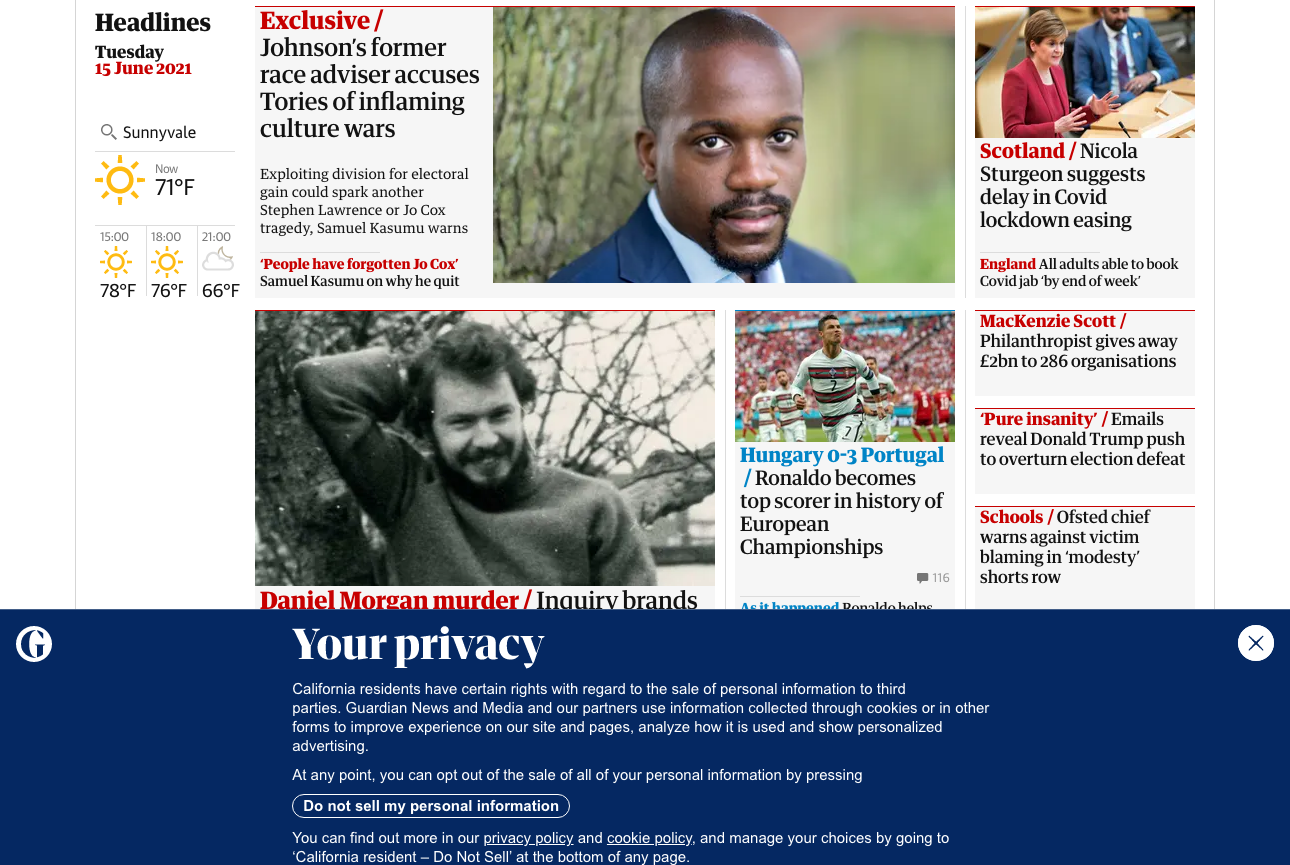 Headlines
Tuesday
15 June 2021
Sunnyvale
Now
71°F
15:00
18:00
21:00
78°F
76°F
66°F
Exclusive /
Johnson’s former
race adviser accuses
Tories of inflaming
culture wars
Exploiting division for electoral
gain could spark another
Stephen Lawrence or Jo Cox
tragedy, Samuel Kasumu warns
‘People have forgotten Jo Cox’
Samuel Kasumu on why he quit
Scotland / Nicola
Sturgeon suggests
delay in Covid
lockdown easing
England All adults able to book
Covid jab ‘by end of week’
Daniel Morgan murder / Inquiry brands
7
7
Hungary 0-3 Portugal
/ Ronaldo becomes
top scorer in history of
European
Championships
116
As it happened Ronaldo helps
MacKenzie Scott /
Philanthropist gives away
£2bn to 286 organisations
‘Pure insanity’ / Emails
reveal Donald Trump push
to overturn election defeat
Schools / Ofsted chief
warns against victim
blaming in ‘modesty’
shorts row
G
Your privacy
California residents have certain rights with regard to the sale of personal information to third
parties. Guardian News and Media and our partners use information collected through cookies or in other
forms to improve experience on our site and pages, analyze how it is used and show personalized
advertising.
At any point, you can opt out of the sale of all of your personal information by pressing
Do not sell my personal information
You can find out more in our privacy policy and cookie policy, and manage your choices by going to
‘California resident – Do Not Sell’ at the bottom of any page.